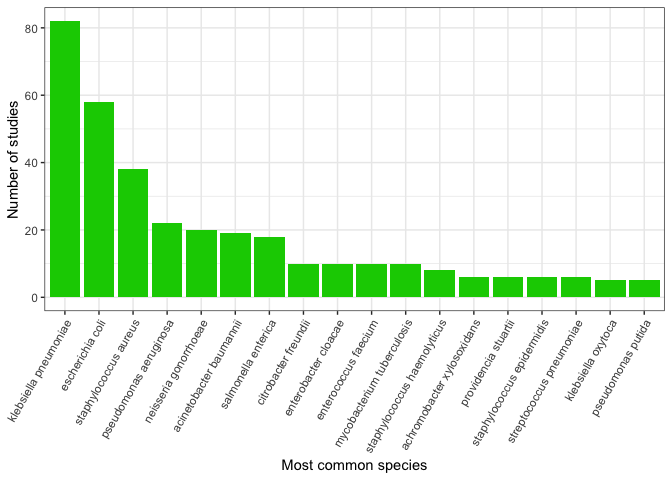 Number of studies
80
60
40
20
0
klebsiella pneumoniae
escherichia coli
staphylococcus aureus
pseudomonas aeruginosa
neisseria gonorrhoeae
acinetobacter baumannii
salmonella enterica
citrobacter freundii
enterobacter cloacae
enterococcus faecium
mycobacterium tuberculosis
staphylococcus haemolyticus
achromobacter xylosoxidans
providencia stuartii
staphylococcus epidermidis
streptococcus pneumoniae
klebsiella oxytoca
pseudomonas putida
Most common species